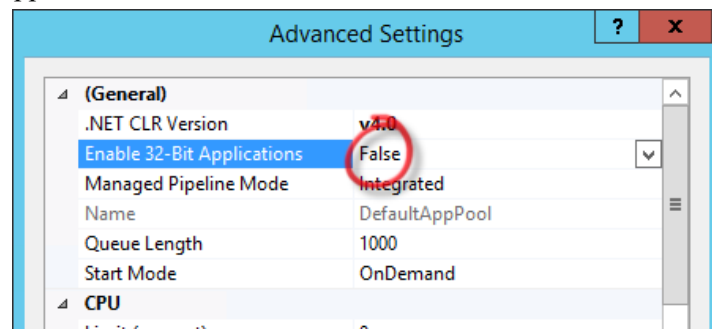 Advanced Settings
?
x
(General)
.NET CLR Version v4.0
Enable 32-Bit Applications False
Managed Pipeline Mode Integrated
Name DefaultAppPool
Queue Length 1000
Start Mode OnDemand
CPU